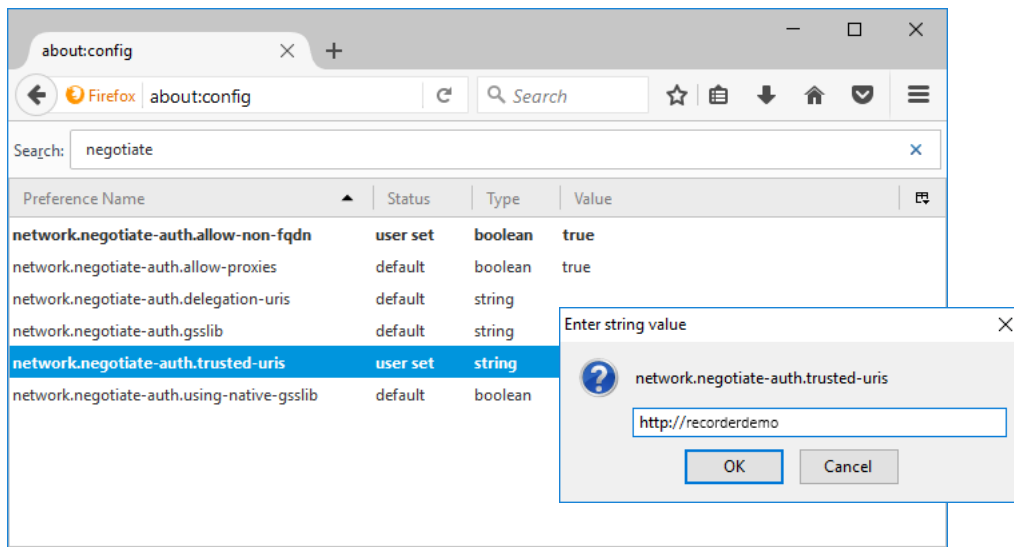 about:config
Firefox about:config Search
Search: negotiate
Preference Name Status Type Value
network.negotiate-auth.allow-non-fqdn user set boolean true
network.negotiate-auth.allow-proxies default boolean true
network.negotiate-auth.delegation-uris default string
network.negotiate-auth.gsslib default string
network.negotiate-auth.trusted-uris user set string
network.negotiate-auth.using-native-gsslib default boolean
Enter string value
network.negotiate-auth.trusted-uris
http://recorderdemo
OK Cancel